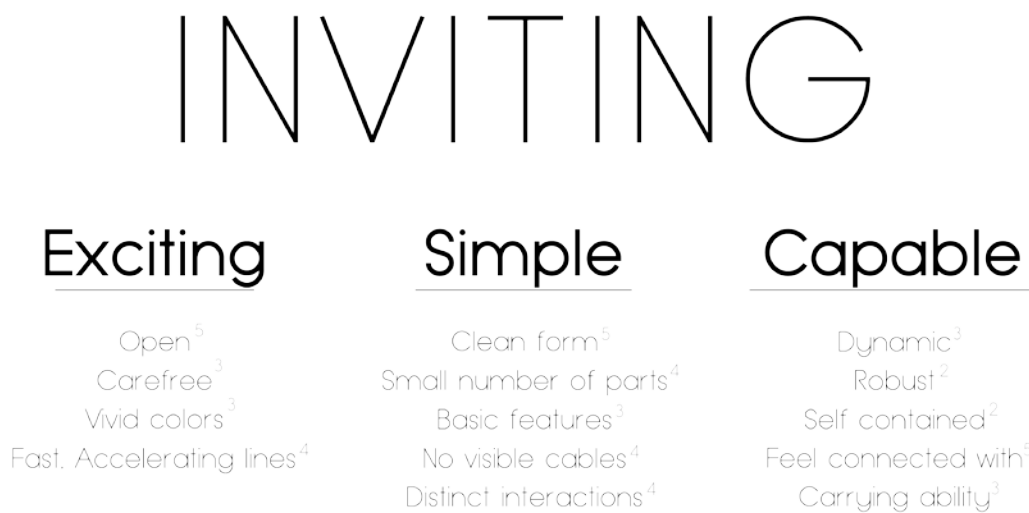 INVITING
Exciting
Open⁵
Carefree³
Vivid colors³
Fast. Accelerating lines⁴
Simple
Clean form⁵
Small number of parts⁴
Basic features³
No visible cables⁴
Distinct interactions⁴
Capable
Dynamic³
Robust²
Self contained²
Feel connected with⁵
Carrying ability³